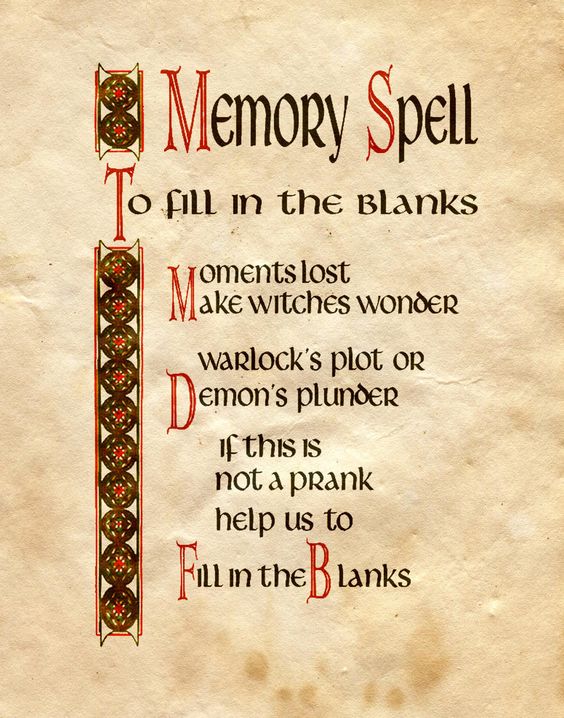 Memory Spell
To fill in the Blanks
Moments lost
Make witches wonder
warlock's plot or
Demon's plunder
if this is
not a prank
help us to
Fill in the Blanks